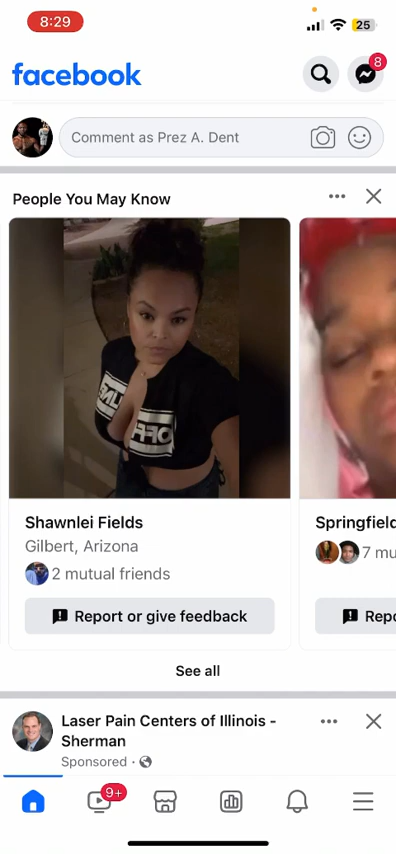 8:29
25
facebook
8
Comment as Prez A. Dent
People You May Know
Shawnlei Fields
Gilbert, Arizona
2 mutual friends
Report or give feedback
Springfield
7 mu
Repo
See all
Laser Pain Centers of Illinois -
Sherman
Sponsored ·
9+